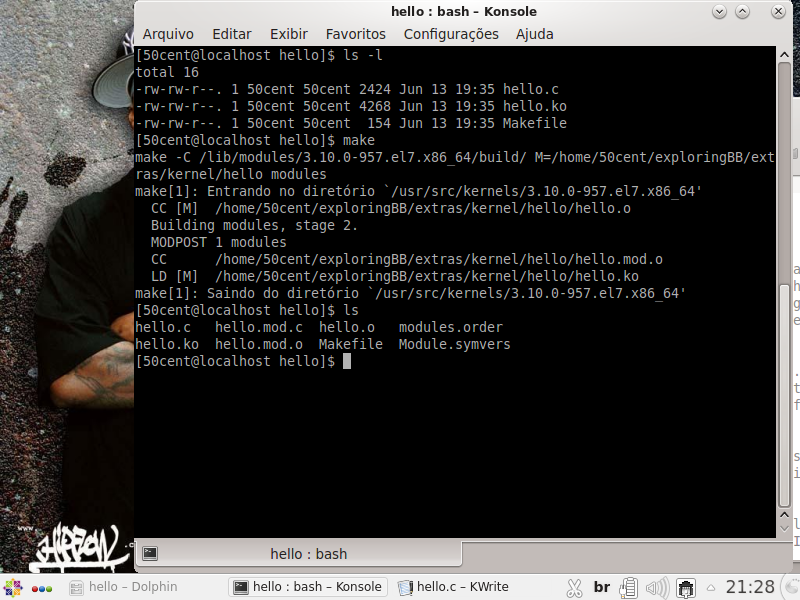 hello : bash – Konsole
Arquivo Editar Exibir Favoritos Configurações Ajuda
[50cent@localhost hello]$ ls -l
total 16
-rw-rw-r--. 1 50cent 50cent 2424 Jun 13 19:35 hello.c
-rw-rw-r--. 1 50cent 50cent 4268 Jun 13 19:35 hello.ko
-rw-rw-r--. 1 50cent 50cent  154 Jun 13 19:35 Makefile
[50cent@localhost hello]$ make
make -C /lib/modules/3.10.0-957.el7.x86_64/build/ M=/home/50cent/exploringBB/ext
ras/kernel/hello modules
make[1]: Entrando no diretório `/usr/src/kernels/3.10.0-957.el7.x86_64'
  CC [M]  /home/50cent/exploringBB/extras/kernel/hello/hello.o
  Building modules, stage 2.
  MODPOST 1 modules
  CC      /home/50cent/exploringBB/extras/kernel/hello/hello.mod.o
  LD [M]  /home/50cent/exploringBB/extras/kernel/hello/hello.ko
make[1]: Saindo do diretório `/usr/src/kernels/3.10.0-957.el7.x86_64'
[50cent@localhost hello]$ ls
hello.c   hello.mod.c  hello.o   modules.order
hello.ko  hello.mod.o  Makefile  Module.symvers
[50cent@localhost hello]$
www.
hello : bash
hello – Dolphin hello : bash – Konsole hello.c – KWrite br 21:28